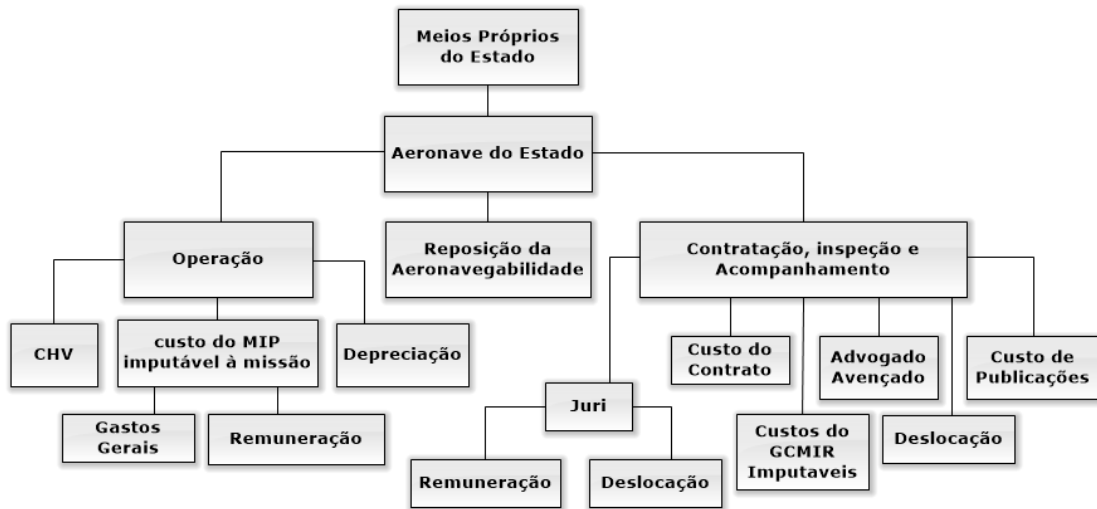 Meios Próprios
do Estado
Aeronave do Estado
Operação
Reposição da
Aeronavegabilidade
Contratação, inspeção e
Acompanhamento
CHV
custo do MIP
imputável à missão
Depreciação
Gastos
Gerais
Remuneração
Juri
Remuneração
Deslocação
Custo do
Contrato
Custos do
GCMIR
Imputaveis
Advogado
Avençado
Deslocação
Custo de
Publicações